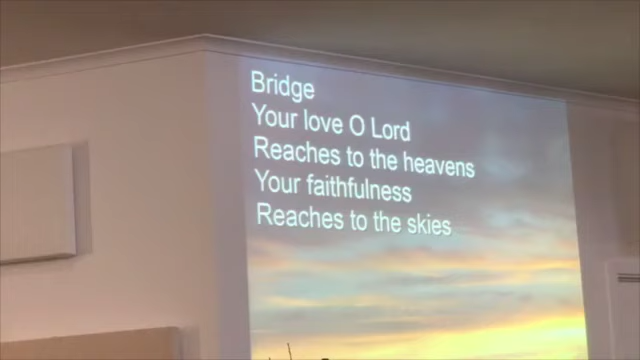 Bridge
Your love O Lord
Reaches to the heavens
Your faithfulness
Reaches to the skies